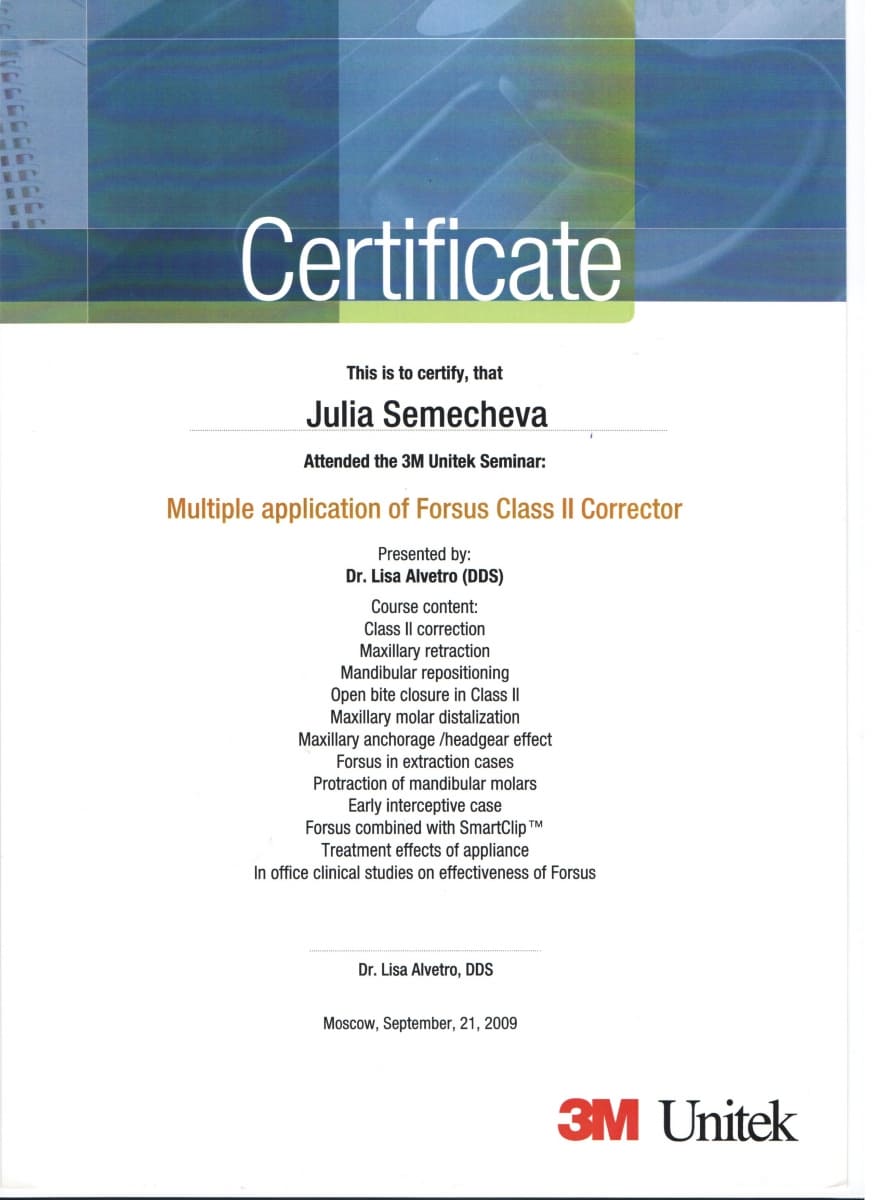 Certificate
This is to certify, that
Julia Semecheva
Attended the 3M Unitek Seminar:
Multiple application of Forsus Class II Corrector
Presented by:
Dr. Lisa Alvetro (DDS)
Course content:
Class II correction
Maxillary retraction
Mandibular repositioning
Open bite closure in Class II
Maxillary molar distalization
Maxillary anchorage /headgear effect
Forsus in extraction cases
Protraction of mandibular molars
Early interceptive case
Forsus combined with SmartClip™
Treatment effects of appliance
In office clinical studies on effectiveness of Forsus
Dr. Lisa Alvetro, DDS
Moscow, September, 21, 2009
3M Unitek